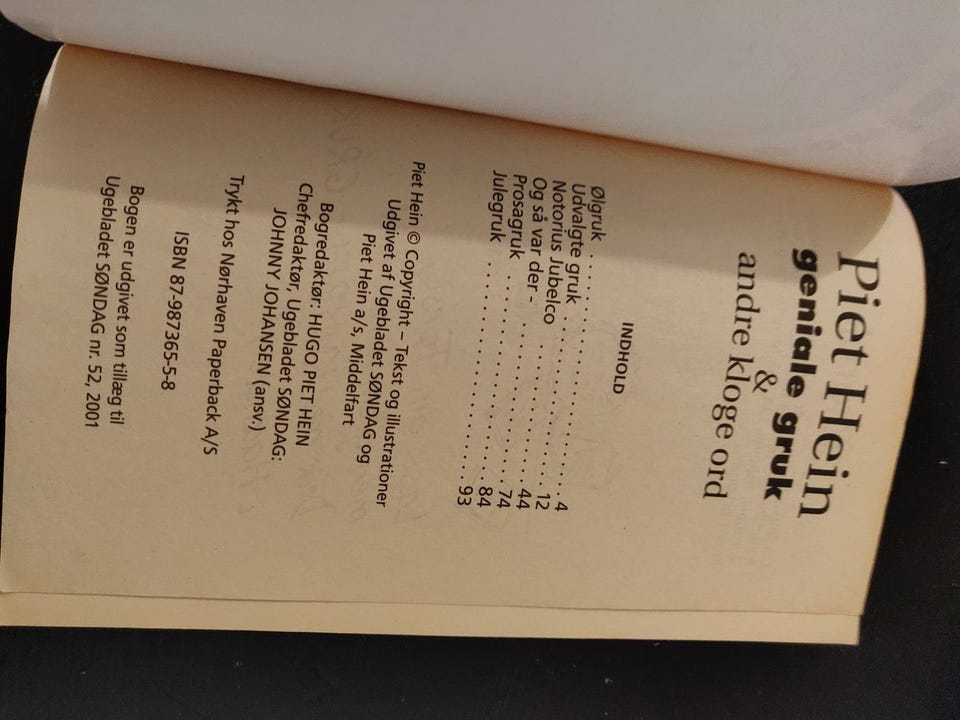 Piet Hein
geniale gruk
&
andre kloge ord
INDHOLD
Ølgruk . . . . . . . . . . . . . . . . . . . . . . 4
Udvalgte gruk . . . . . . . . . . . . . . . 12
Notorius Jubelco . . . . . . . . . . . . 44
Og så var der - . . . . . . . . . . . . . . 74
Prosagruk . . . . . . . . . . . . . . . . . . 84
Julegruk . . . . . . . . . . . . . . . . . . . . 93
Piet Hein © Copyright – Tekst og illustrationer
Udgivet af Ugebladet SØNDAG og
Piet Hein a/s, Middelfart
Bogredaktør: HUGO PIET HEIN
Chefredaktør, Ugebladet SØNDAG:
JOHNNY JOHANSEN (ansv.)
Trykt hos Nørhaven Paperback A/S
ISBN 87-987365-5-8
Bogen er udgivet som tillæg til
Ugebladet SØNDAG nr. 52, 2001